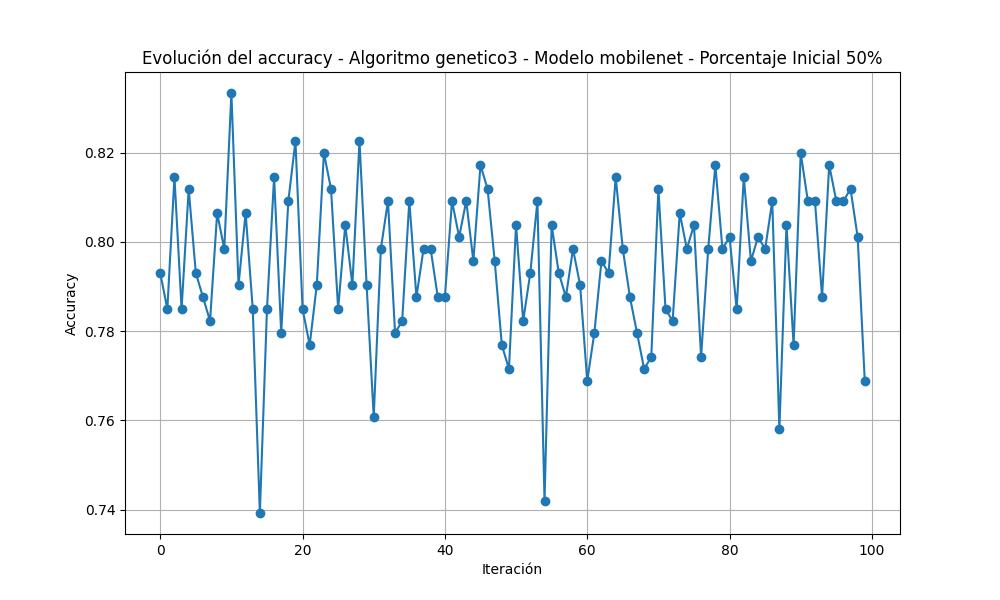 Evolución del accuracy - Algoritmo genetico3 - Modelo mobilenet - Porcentaje Inicial 50%
0.82
0.80
0.78
0.76
0.74
Accuracy
0 20 40 60 80 100
Iteración